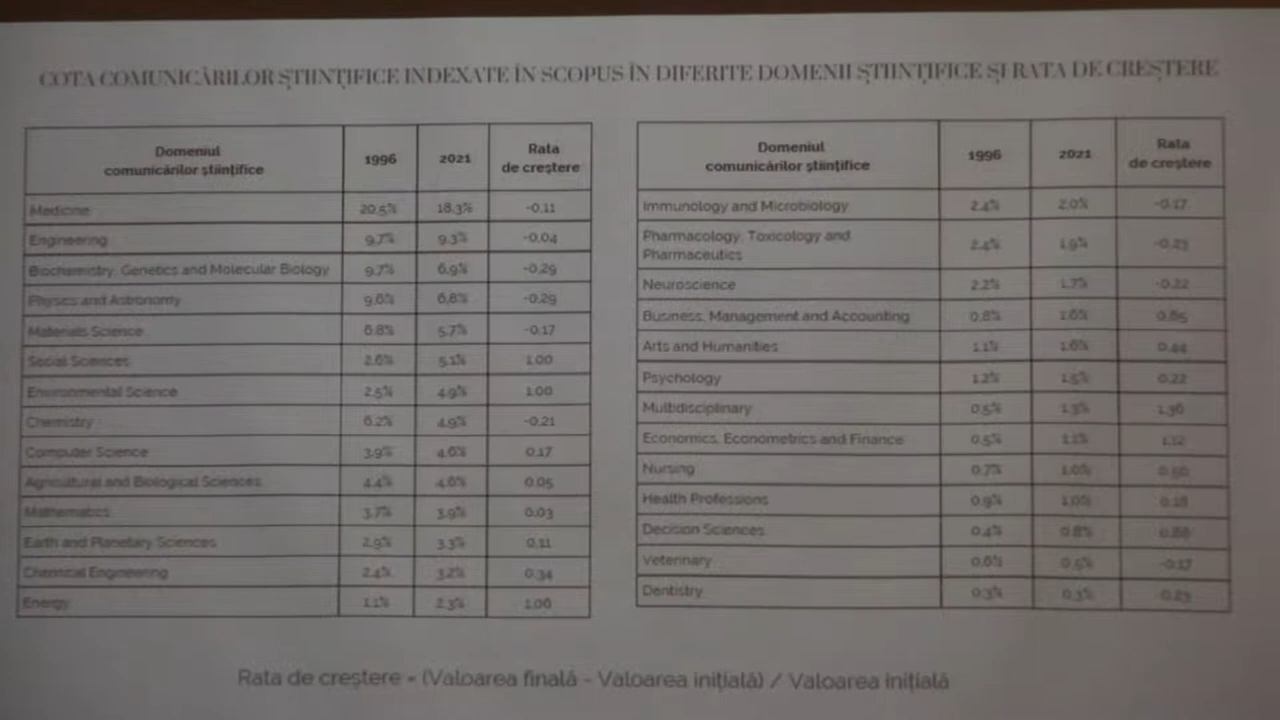 COTA COMUNICĂRILOR ȘTIINȚIFICE INDEXATE ÎN SCOPUS ÎN DIFERITE DOMENII ȘTIINȚIFICE ȘI RATA DE CREȘTERE
Domeniul comunicărilor științifice 1996 2021 Rata de creștere
Medicine 20.5% 18.3% -0.11
Engineering 9.7% 9.3% -0.04
Biochemistry, Genetics and Molecular Biology 9.7% 6.9% -0.29
Physics and Astronomy 9.6% 6.8% -0.29
Materials Science 6.8% 5.7% -0.17
Social Sciences 2.6% 5.1% 1.00
Environmental Science 2.5% 4.9% 1.00
Chemistry 6.2% 4.9% -0.21
Computer Science 3.9% 4.6% 0.17
Agricultural and Biological Sciences 4.4% 4.6% 0.05
Mathematics 3.7% 3.9% 0.03
Earth and Planetary Sciences 2.9% 3.3% 0.11
Chemical Engineering 2.4% 3.2% 0.34
Energy 1.1% 2.3% 1.06
Domeniul comunicărilor științifice 1996 2021 Rata de creștere
Immunology and Microbiology 2.4% 2.0% -0.17
Pharmacology, Toxicology and
Pharmaceutics 2.4% 1.9% -0.23
Neuroscience 2.2% 1.7% -0.22
Business, Management and Accounting 0.8% 1.6% 0.85
Arts and Humanities 1.1% 1.6% 0.44
Psychology 1.2% 1.5% 0.22
Multidisciplinary 0.5% 1.3% 1.36
Economics, Econometrics and Finance 0.5% 1.1% 1.12
Nursing 0.7% 1.0%
Health Professions 0.9% 1.0% 0.18
Decision Sciences 0.4% 0.8%
Veterinary 0.6% 0.5% -0.17
Dentistry 0.3% 0.3%
Rata de creștere = (Valoarea finală - Valoarea inițială) / Valoarea inițială